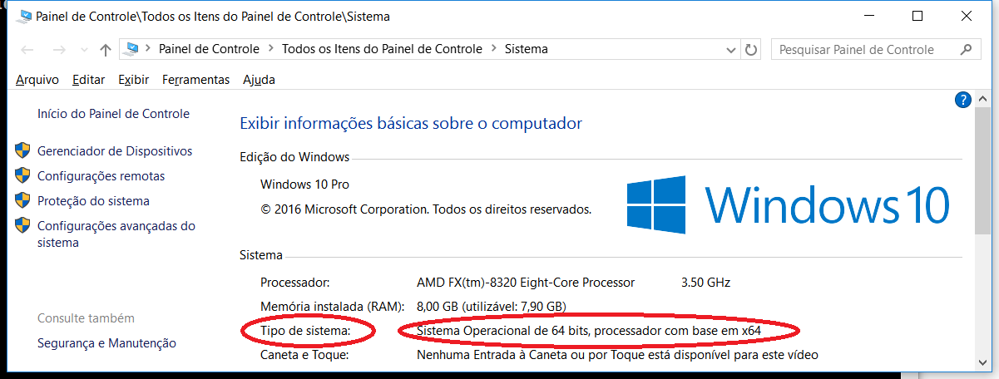 Painel de Controle\Todos os Itens do Painel de Controle\Sistema
Painel de Controle > Todos os Itens do Painel de Controle > Sistema
Pesquisar Painel de Controle
Arquivo Editar Exibir Ferramentas Ajuda
Início do Painel de Controle
Gerenciador de Dispositivos
Configurações remotas
Proteção do sistema
Configurações avançadas do
sistema
Consulte também
Segurança e Manutenção
?
Exibir informações básicas sobre o computador
Edição do Windows
Windows 10 Pro
© 2016 Microsoft Corporation. Todos os direitos reservados.
Windows 10
Sistema
Processador: AMD FX(tm)-8320 Eight-Core Processor 3.50 GHz
Memória instalada (RAM): 8,00 GB (utilizável: 7,90 GB)
Tipo de sistema: Sistema Operacional de 64 bits, processador com base em x64
Caneta e Toque: Nenhuma Entrada à Caneta ou por Toque está disponível para este vídeo